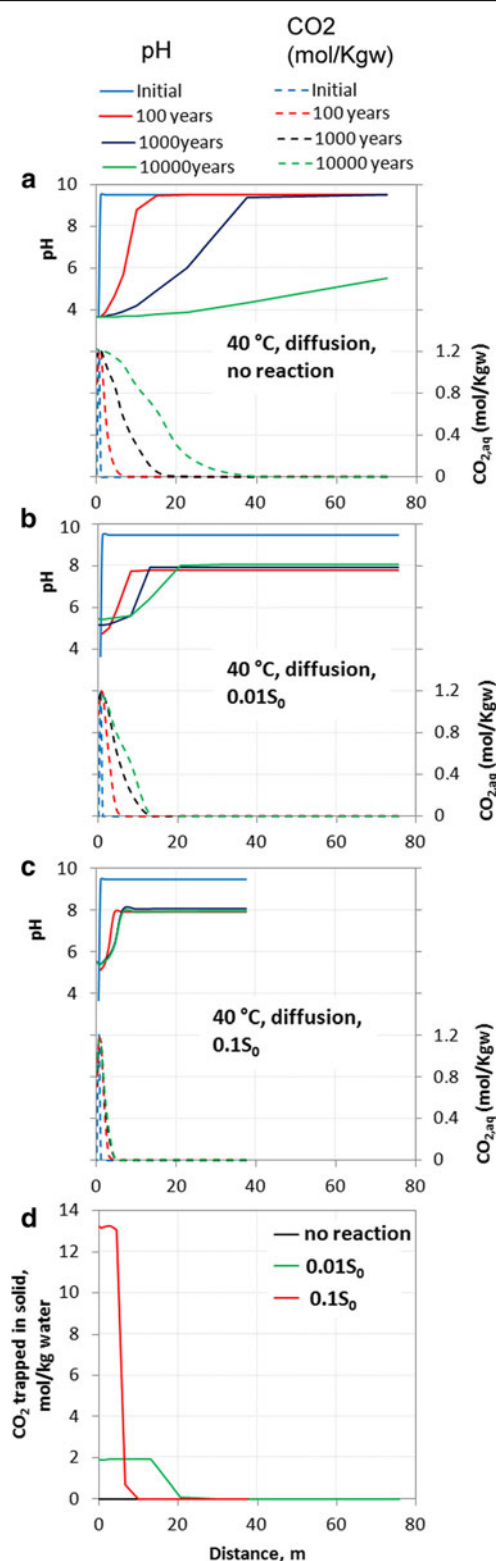 pH
CO2
(mol/Kgw)
Initial
100 years
1000years
10000years
Initial
100 years
1000 years
10000 years
a
10
8
6
4
pH
40 °C, diffusion,
no reaction
1.2
0.8
0.4
0
CO2,aq (mol/Kgw)
0 20 40 60 80
b
10
8
6
4
pH
40 °C, diffusion,
0.01S0
1.2
0.8
0.4
0
CO2,aq (mol/Kgw)
0 20 40 60 80
c
10
8
6
4
pH
40 °C, diffusion,
0.1S0
1.2
0.8
0.4
0
CO2,aq (mol/Kgw)
0 20 40 60 80
d
14
12
10
8
6
4
2
0
CO2 trapped in solid,
mol/kg water
no reaction
0.01S0
0.1S0
0 20 40 60 80
Distance, m